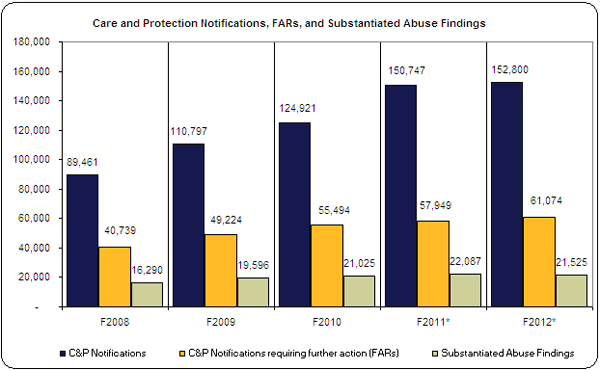 Care and Protection Notifications, FARs, and Substantiated Abuse Findings
180,000
160,000
140,000
120,000
100,000
80,000
60,000
40,000
20,000
-
89,461
40,739
16,290
110,797
49,224
19,596
124,921
55,494
21,025
150,747
57,949
22,087
152,800
61,074
21,525
F2008
F2009
F2010
F2011*
F2012*
C&P Notifications
C&P Notifications requiring further action (FARs)
Substantiated Abuse Findings